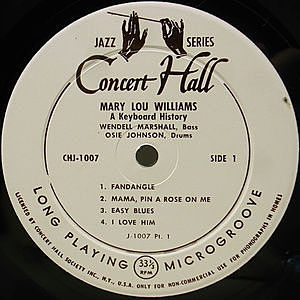 JAZZ SERIES
Concert Hall
MARY LOU WILLIAMS
A Keyboard History
WENDELL MARSHALL, Bass
OSIE JOHNSON, Drums
CHJ-1007 SIDE 1
1. FANDANGLE
2. MAMA, PIN A ROSE ON ME
3. EASY BLUES
4. I LOVE HIM
J-1007 Pt. 1
LONG PLAYING 33⅓ RPM MICROGROOVE
LICENSED BY CONCERT HALL SOCIETY INC., N.Y., U.S.A. ONLY FOR NON-COMMERCIAL USE FOR PHONOGRAPHS IN HOMES